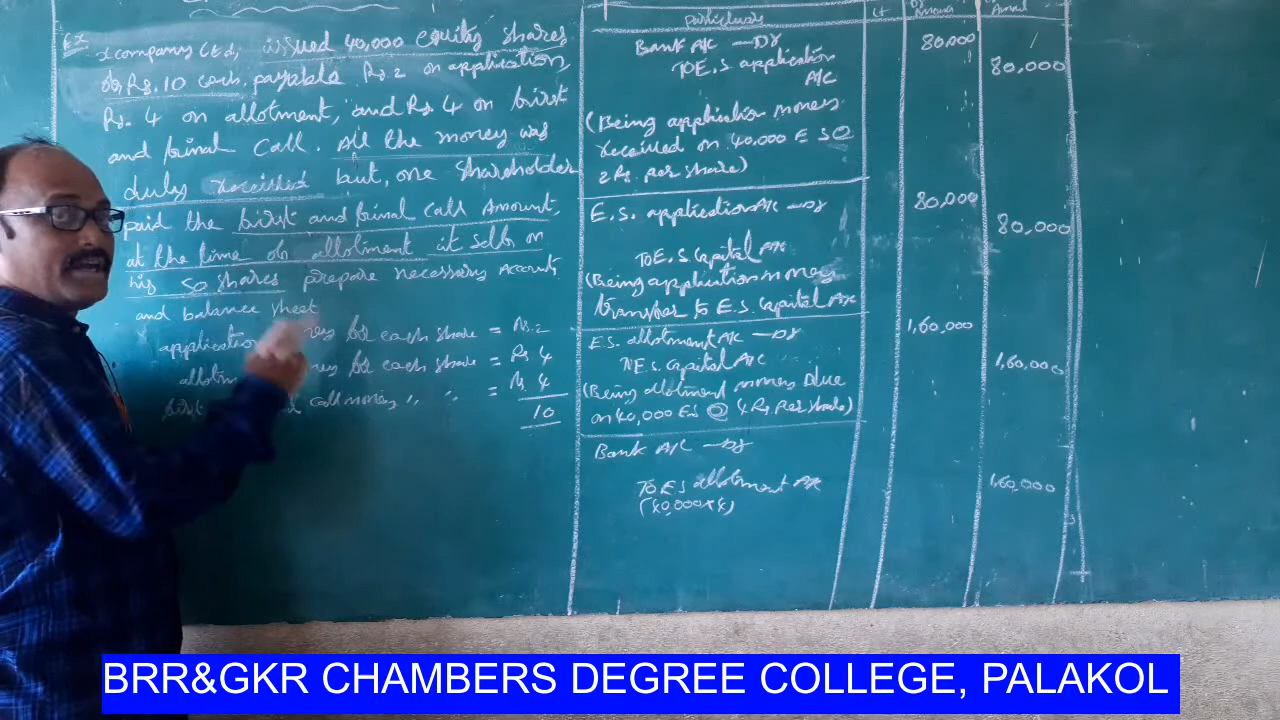 Ex
x company Ltd, issued 40,000 equity shares
of Rs. 10 each payable Rs. 2 on application,
Rs. 4 on allotment, and Rs. 4 on first
and final call. All the money was
duly received but, one shareholder
paid the first and final call Amount,
at the time of allotment it self on
his 50 shares prepare necessary Account,
and balance sheet
application for each share = Rs. 2
for each share = Rs 4
call money " " = Rs 4
10
particulars
Bank A/C — Dr 80,000
To E.S. application 80,000
A/C
(Being application money
received on 40,000 E S @
2 Rs. per share)
E.S. application A/C — Dr 80,000
To E.S Capital A/C 80,000
(Being application money
transfer to E.S. Capital A/C
E.S. allotment A/C — Dr 1,60,000
To E.S. Capital A/C 1,60,000
(Being allotment money due
on 40,000 ES @ 4 Rs. per share)
Bank A/C — Dr
To E S allotment A/C 1,60,000
(40,000x4)
BRR&GKR CHAMBERS DEGREE COLLEGE, PALAKOL